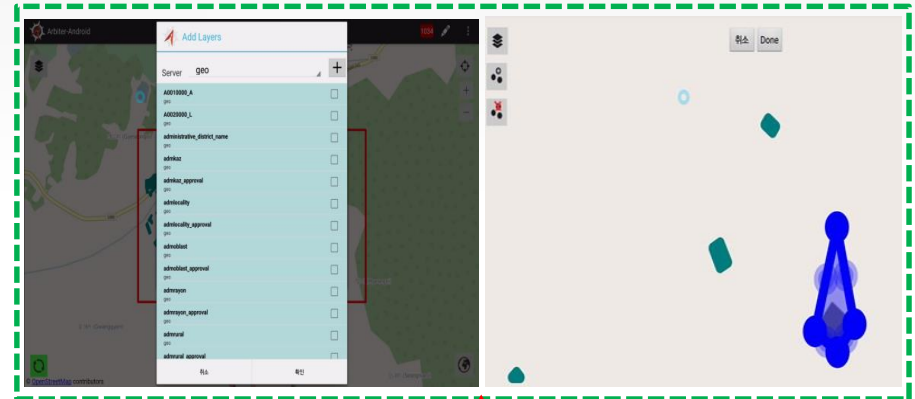 Arbiter-Android
Add Layers
1034
Server geo
+
A0010000_A
geo
A0020000_L
geo
administrative_district_name
geo
admkaz
geo
admkaz_approval
geo
admlocality
geo
admlocality_approval
geo
admoblast
geo
admoblast_approval
geo
admrayon
geo
admrayon_approval
geo
admrural
geo
admrural_approval
취소 확인
© OpenStreetMap contributors
취소 Done